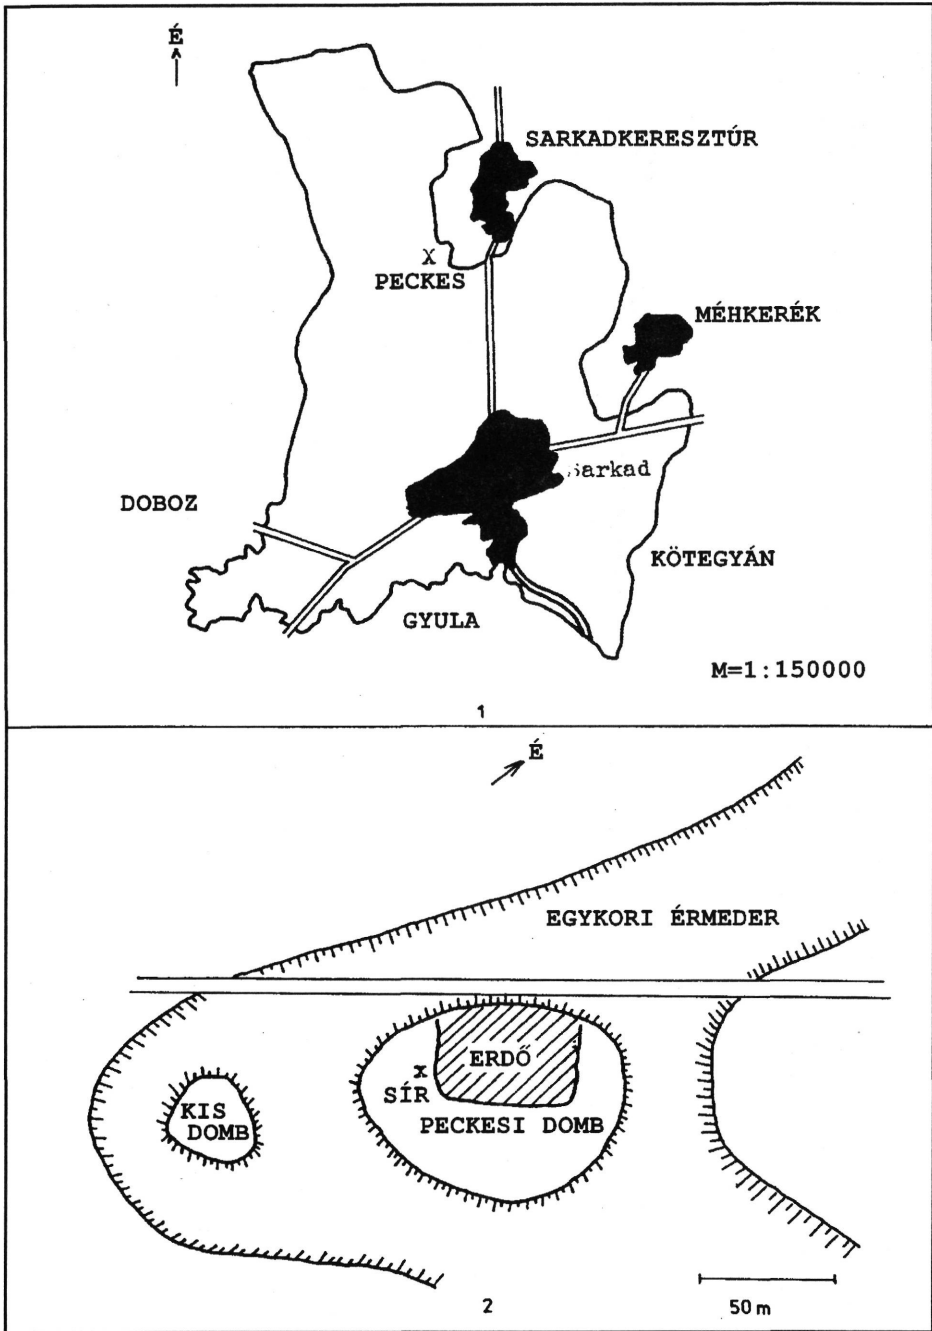 É
SARKADKERESZTÚR
X
PECKES
MÉHKERÉK
Sarkad
DOBOZ
KÖTEGYÁN
GYULA
M=1:150000
1
É
EGYKORI ÉRMEDER
ERDŐ
x
SÍR
KIS
DOMB
PECKESI DOMB
50 m
2